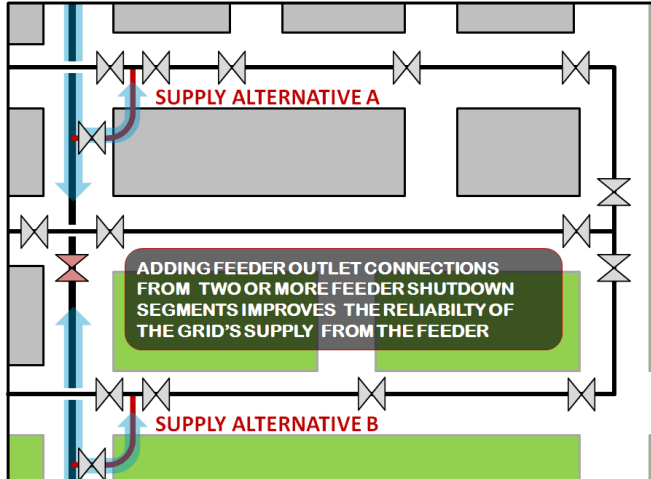 SUPPLY ALTERNATIVE A
ADDING FEEDER OUTLET CONNECTIONS
FROM TWO OR MORE FEEDER SHUTDOWN
SEGMENTS IMPROVES THE RELIABILTY OF
THE GRID'S SUPPLY FROM THE FEEDER
SUPPLY ALTERNATIVE B